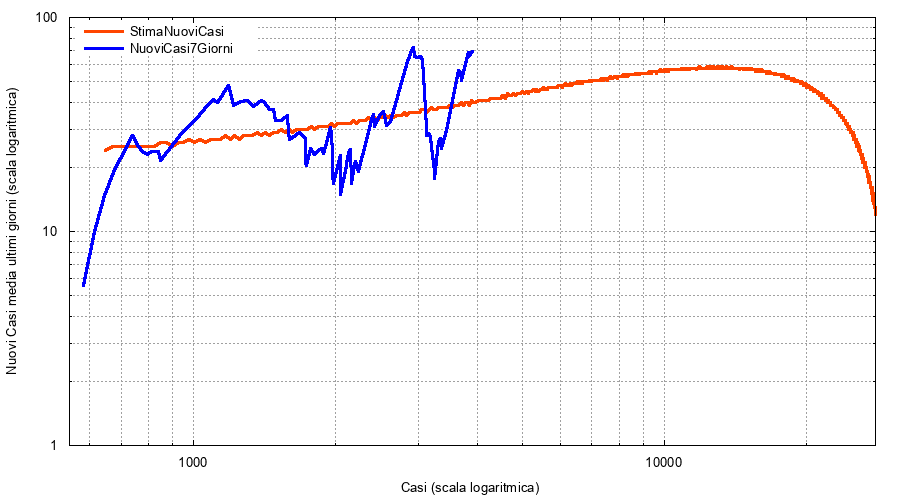 100
10
1
1000
10000
StimaNuoviCasi
NuoviCasi7Giorni
Nuovi Casi media ultimi giorni (scala logaritmica)
Casi (scala logaritmica)